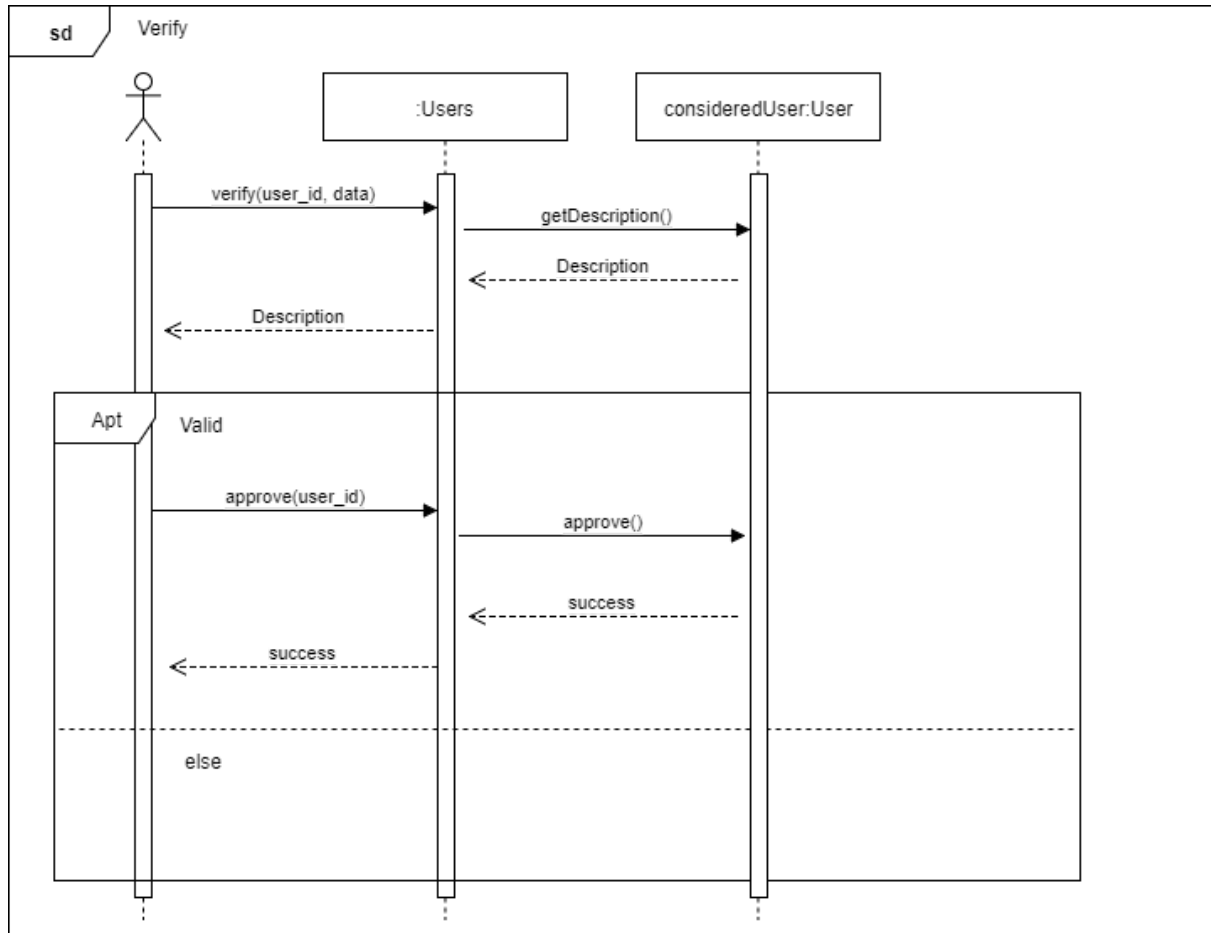 sd
Verify
:Users
consideredUser:User
verify(user_id, data)
getDescription()
Description
Description
Apt
Valid
approve(user_id)
approve()
success
success
else